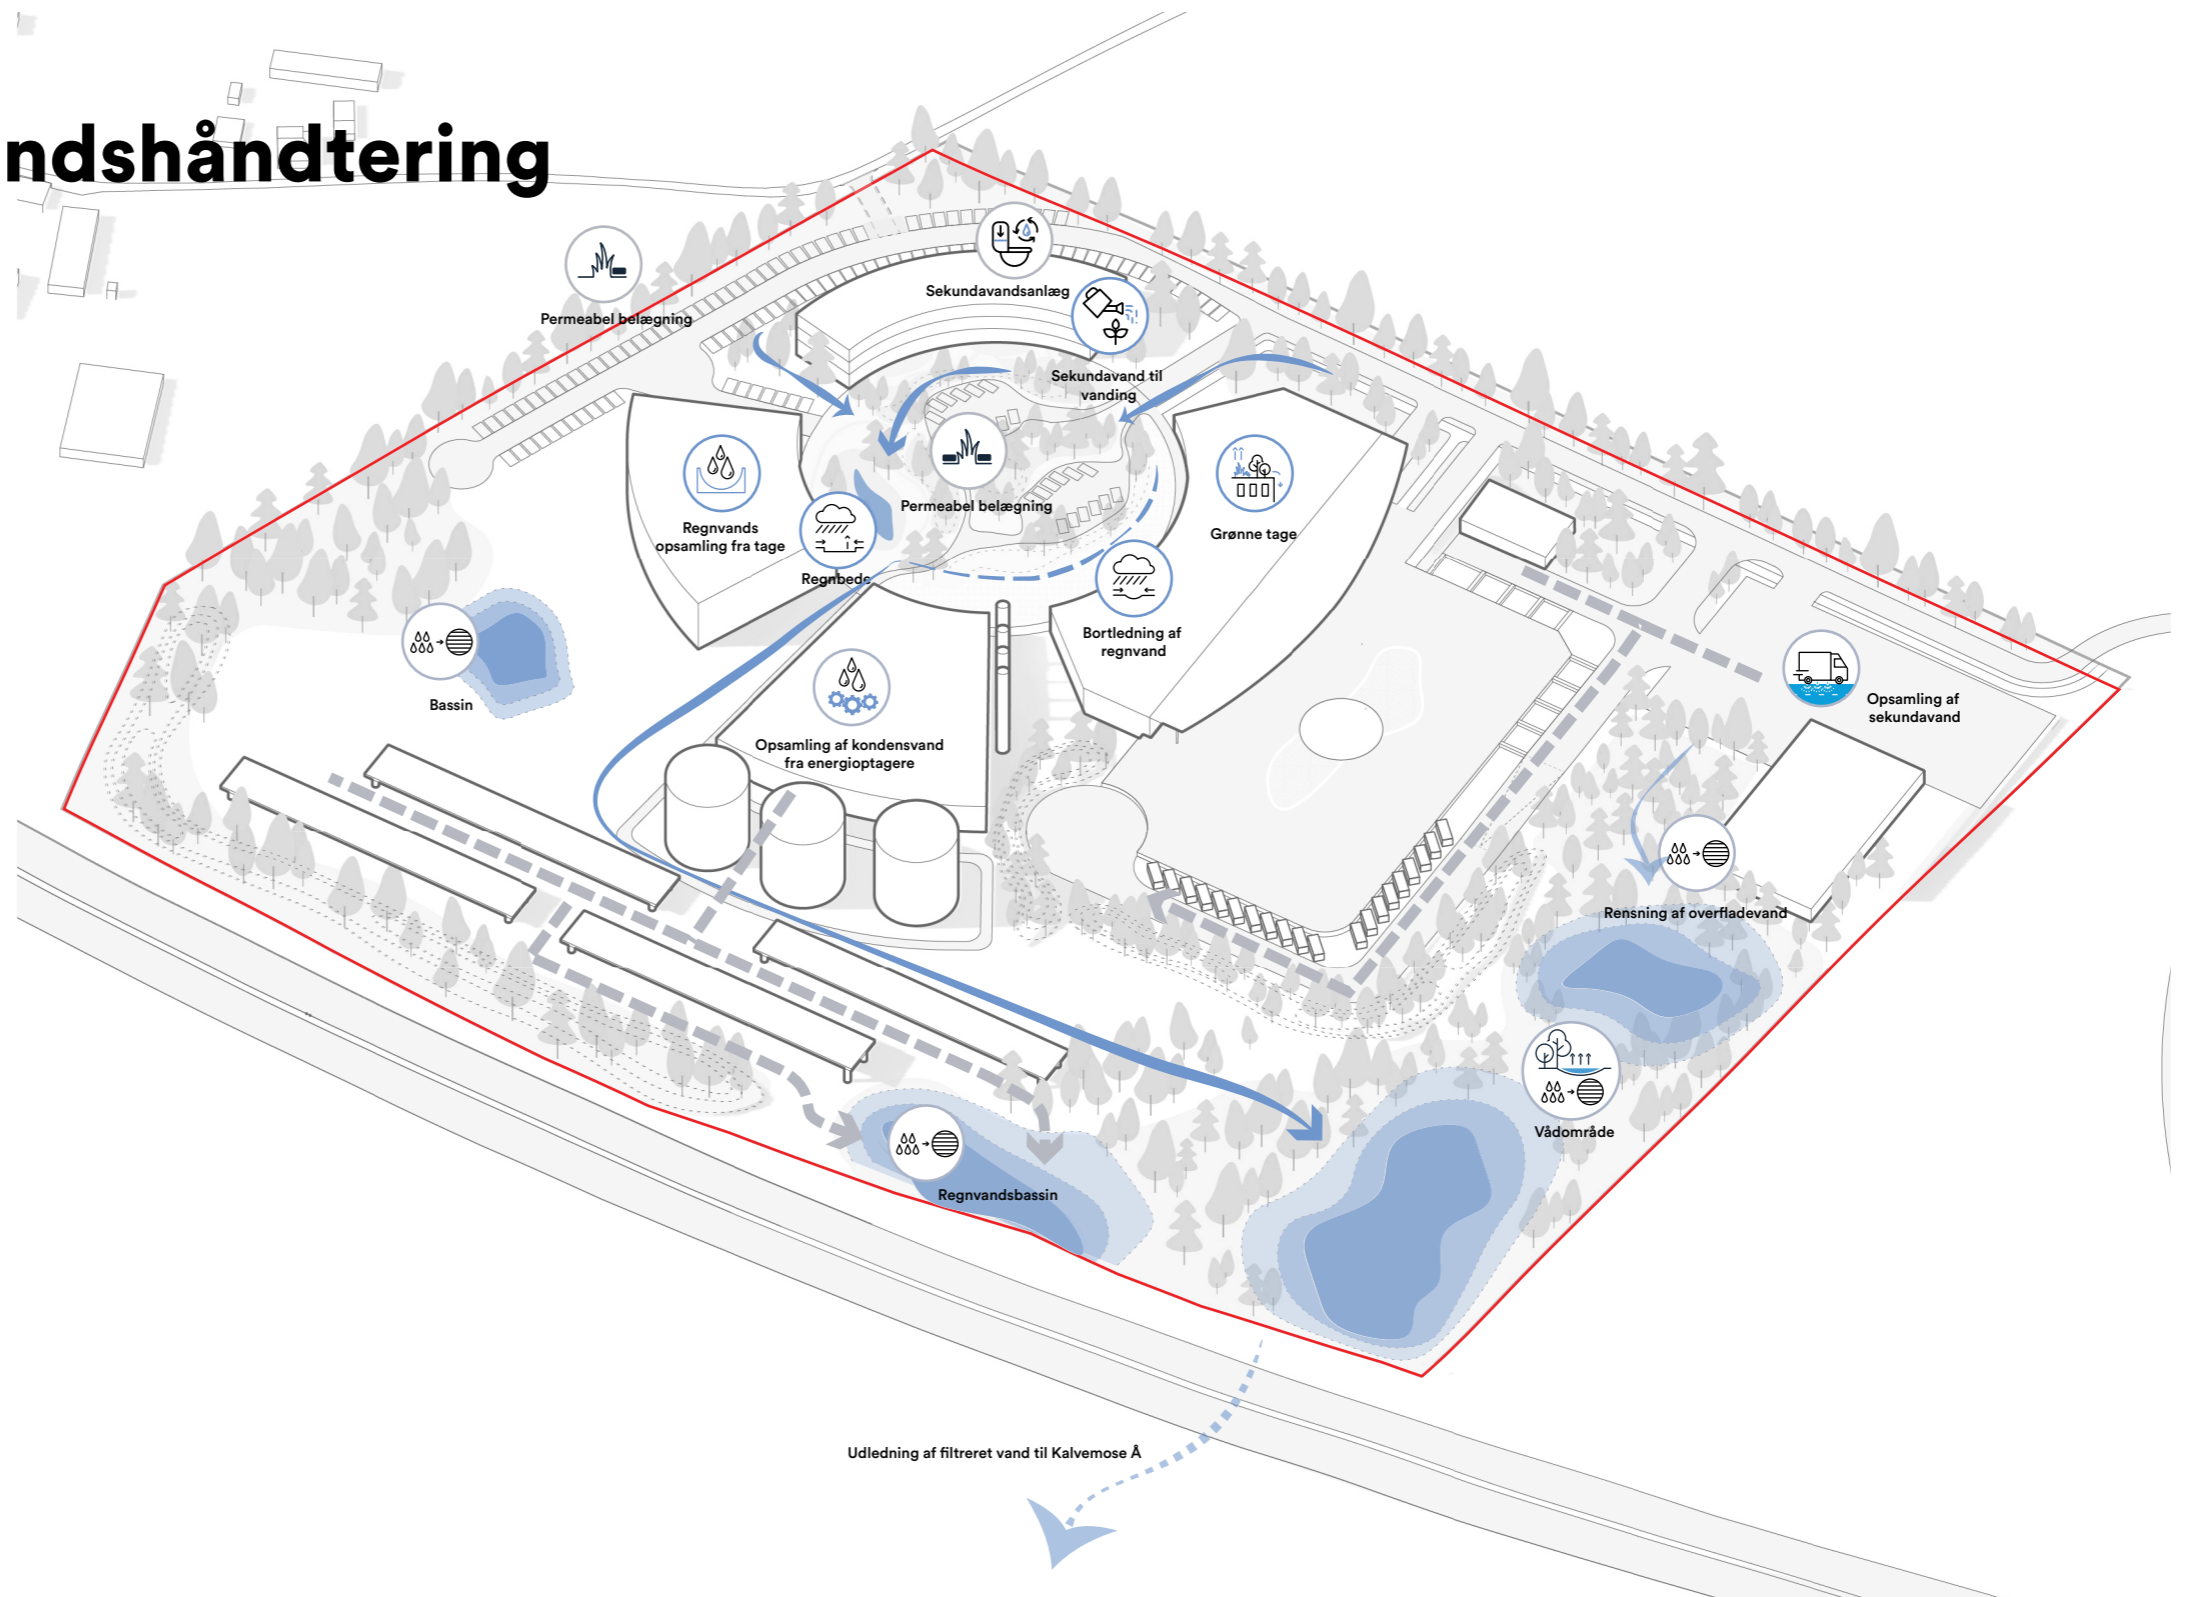 ndshåndtering
Sekundavandsanlæg
Permeabel belægning
Sekundavand til
vanding
Permeabel belægning
Regnvands
opsamling fra tage
Grønne tage
Regnbede
Bortledning af
regnvand
Bassin
Opsamling af
sekundavand
Opsamling af kondensvand
fra energioptagere
Rensning af overfladevand
Vådområde
Regnvandsbassin
Udledning af filtreret vand til Kalvemose Å